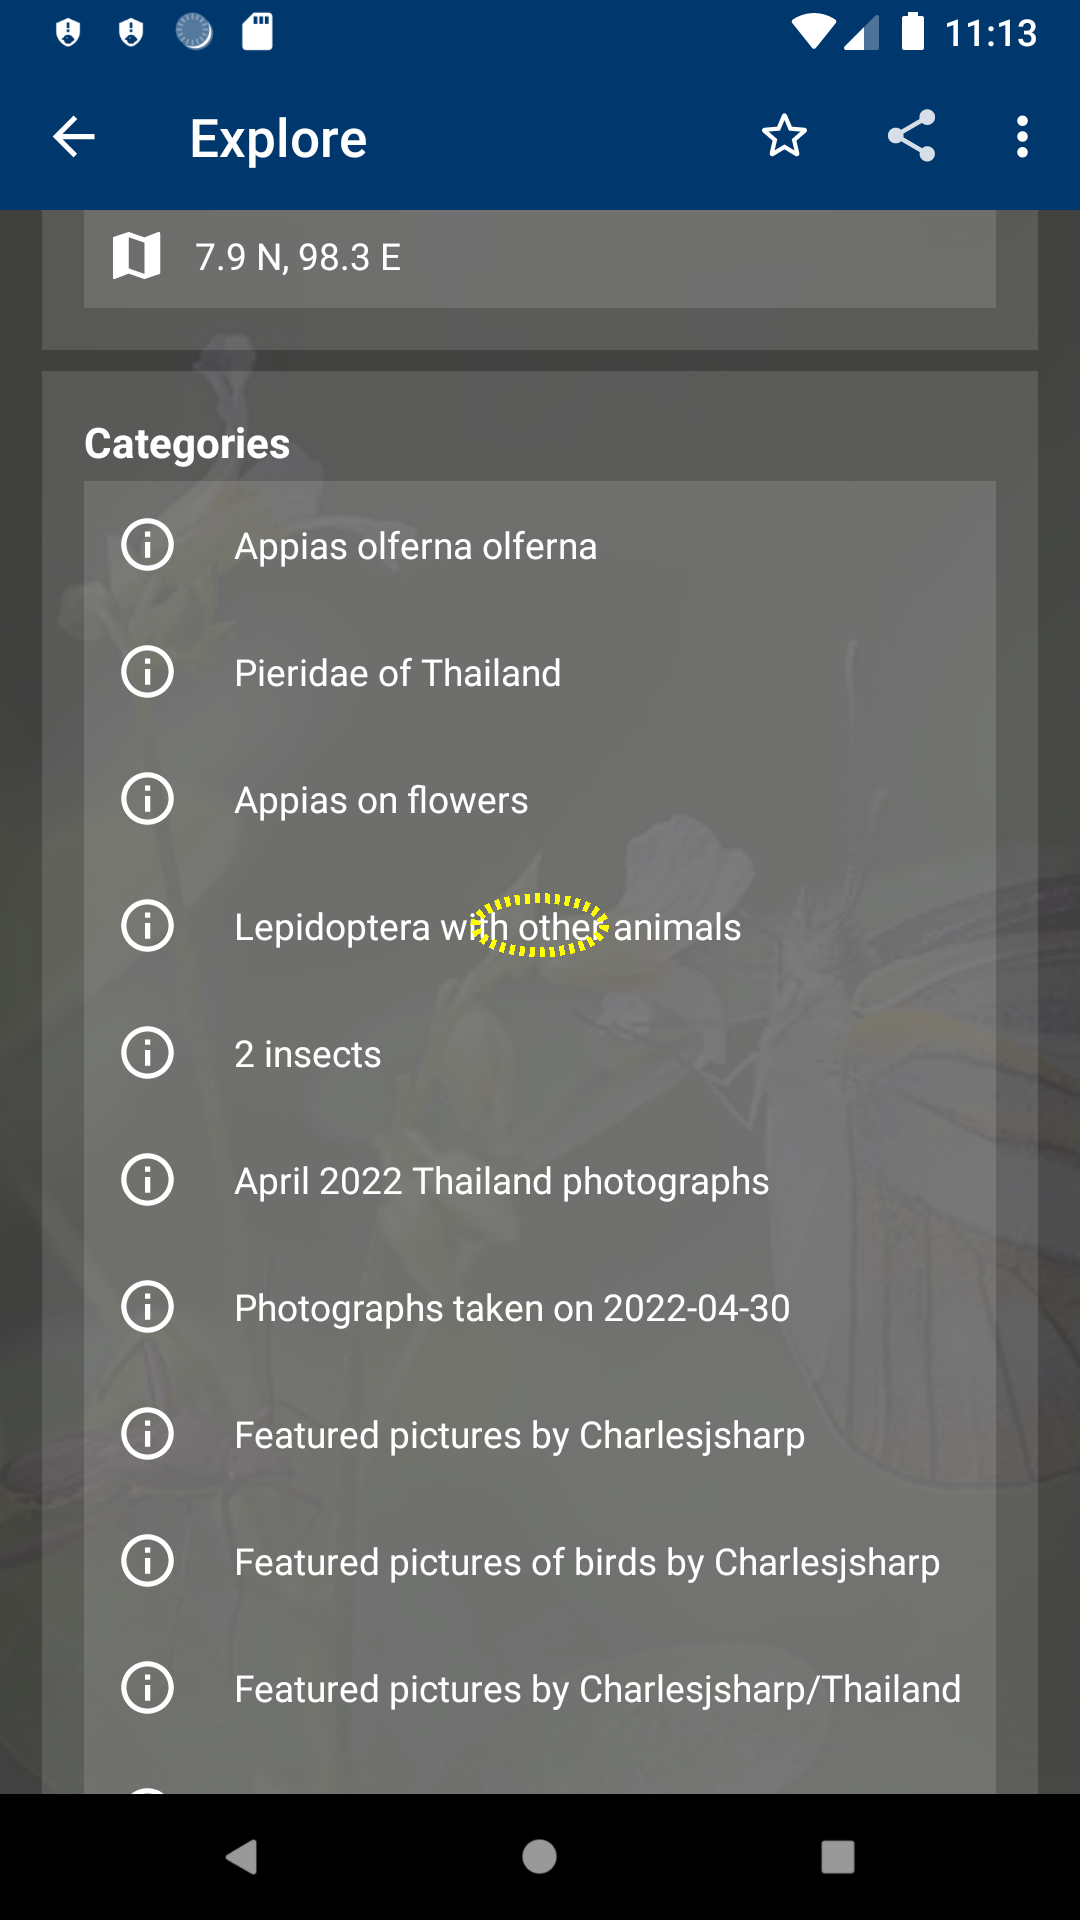 11:13
Explore
7.9 N, 98.3 E
Categories
Appias olferna olferna
Pieridae of Thailand
Appias on flowers
Lepidoptera with other animals
2 insects
April 2022 Thailand photographs
Photographs taken on 2022-04-30
Featured pictures by Charlesjsharp
Featured pictures of birds by Charlesjsharp
Featured pictures by Charlesjsharp/Thailand